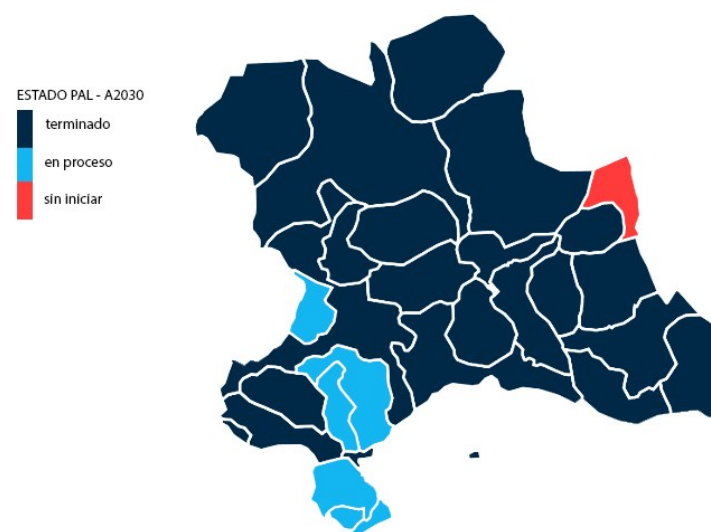 ESTADO PAL - A2030
terminado
en proceso
sin iniciar